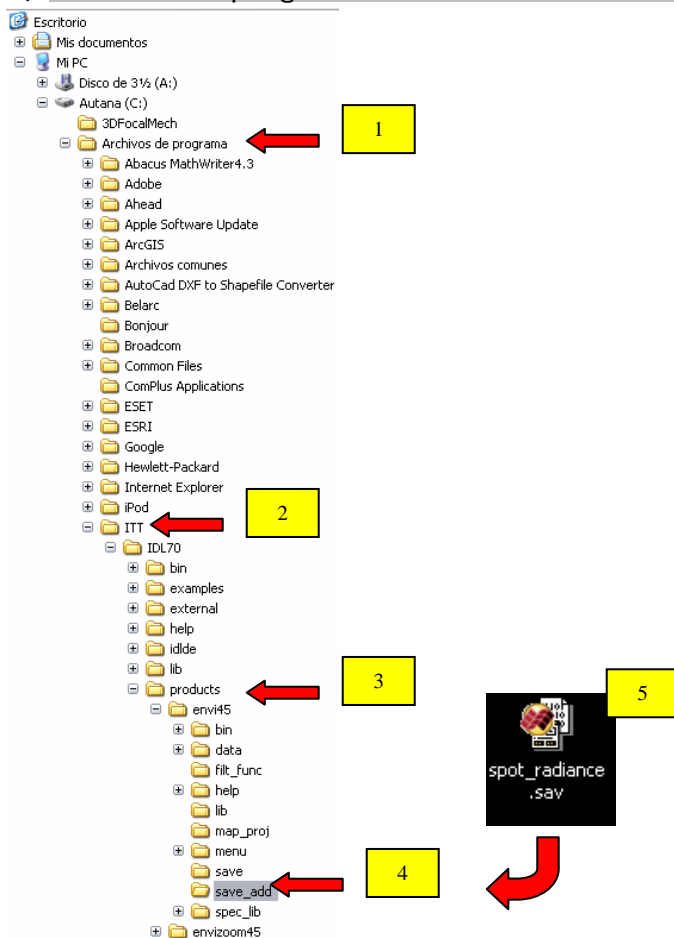 Escritorio
Mis documentos
Mi PC
Disco de 3½ (A:)
Autana (C:)
3DFocalMech
Archivos de programa
1
Abacus MathWriter4.3
Adobe
Ahead
Apple Software Update
ArcGIS
Archivos comunes
AutoCad DXF to Shapefile Converter
Belarc
Bonjour
Broadcom
Common Files
ComPlus Applications
ESET
ESRI
Google
Hewlett-Packard
Internet Explorer
iPod
2
ITT
IDL70
bin
examples
external
help
idlde
lib
products
3
5
envi45
bin
data
filt_func
help
lib
map_proj
menu
save
save_add
4
spec_lib
envizoom45
spot_radiance
.sav